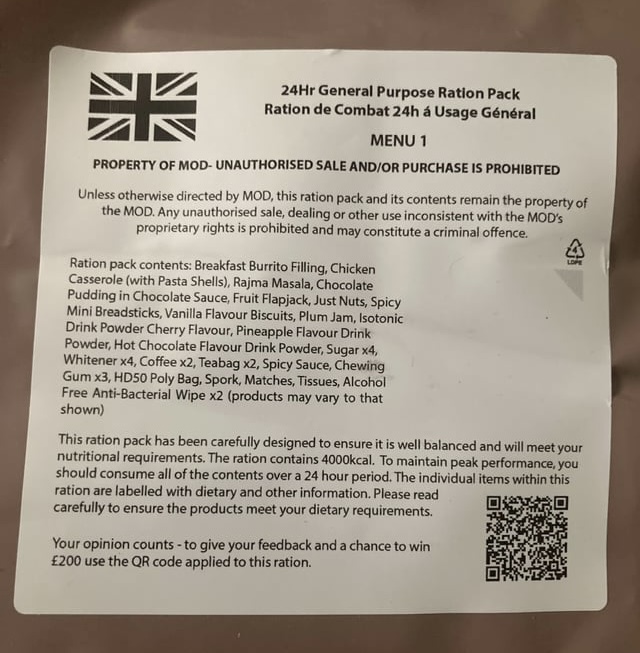 24Hr General Purpose Ration Pack
Ration de Combat 24h á Usage Général
MENU 1
PROPERTY OF MOD- UNAUTHORISED SALE AND/OR PURCHASE IS PROHIBITED
Unless otherwise directed by MOD, this ration pack and its contents remain the property of
the MOD. Any unauthorised sale, dealing or other use inconsistent with the MOD's
proprietary rights is prohibited and may constitute a criminal offence.
4
LDPE
Ration pack contents: Breakfast Burrito Filling, Chicken
Casserole (with Pasta Shells), Rajma Masala, Chocolate
Pudding in Chocolate Sauce, Fruit Flapjack, Just Nuts, Spicy
Mini Breadsticks, Vanilla Flavour Biscuits, Plum Jam, Isotonic
Drink Powder Cherry Flavour, Pineapple Flavour Drink
Powder, Hot Chocolate Flavour Drink Powder, Sugar x4,
Whitener x4, Coffee x2, Teabag x2, Spicy Sauce, Chewing
Gum x3, HD50 Poly Bag, Spork, Matches, Tissues, Alcohol
Free Anti-Bacterial Wipe x2 (products may vary to that
shown)
This ration pack has been carefully designed to ensure it is well balanced and will meet your
nutritional requirements. The ration contains 4000kcal. To maintain peak performance, you
should consume all of the contents over a 24 hour period. The individual items within this
ration are labelled with dietary and other information. Please read
carefully to ensure the products meet your dietary requirements.
Your opinion counts - to give your feedback and a chance to win
£200 use the QR code applied to this ration.